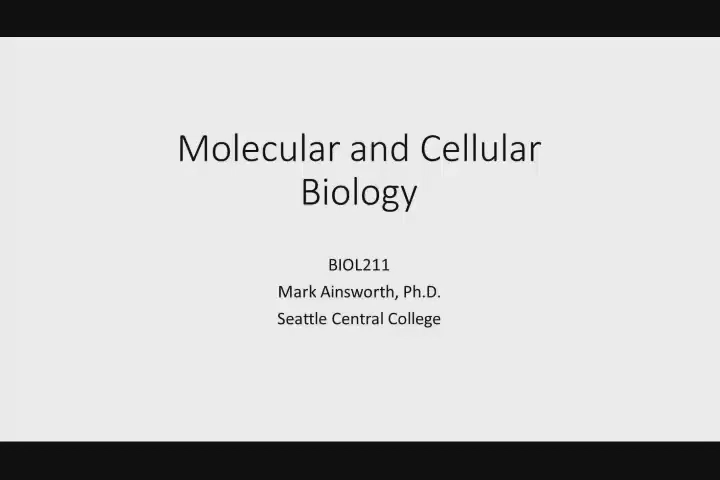 Molecular and Cellular
Biology
BIOL211
Mark Ainsworth, Ph.D.
Seattle Central College